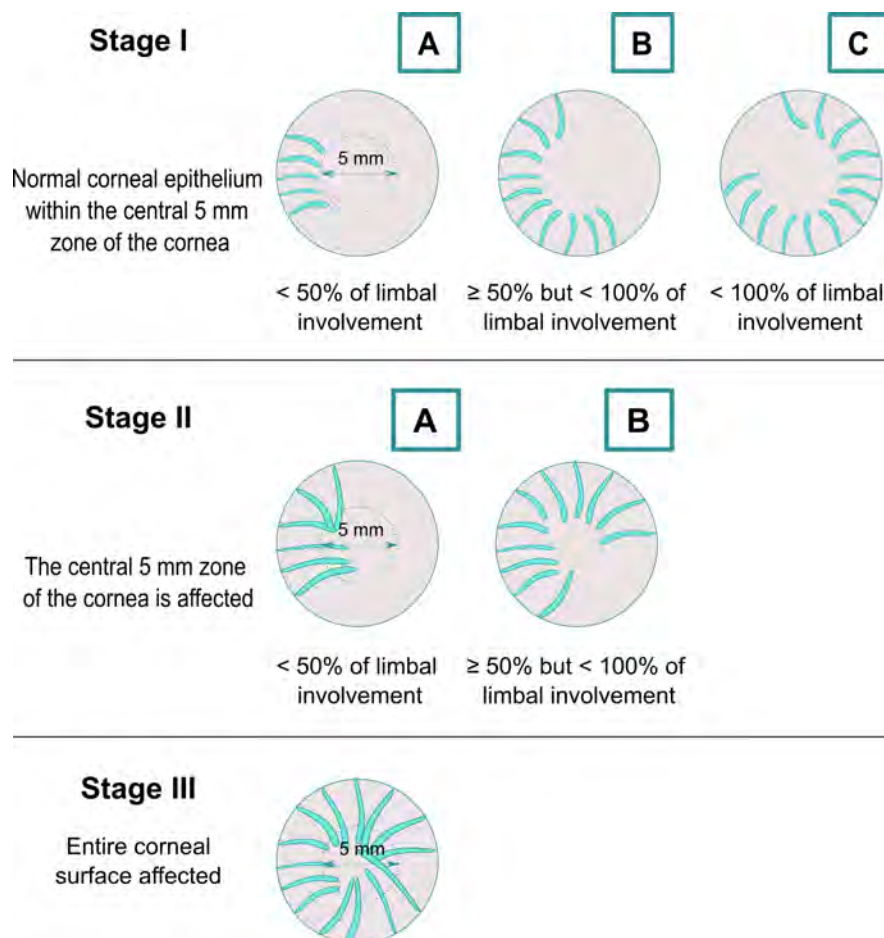 Stage I
A
B
C
5 mm
Normal corneal epithelium
within the central 5 mm
zone of the cornea
< 50% of limbal
involvement
≥ 50% but < 100% of
limbal involvement
< 100% of limbal
involvement
Stage II
A
B
5 mm
The central 5 mm zone
of the cornea is affected
< 50% of limbal
involvement
≥ 50% but < 100% of
limbal involvement
Stage III
5 mm
Entire corneal
surface affected